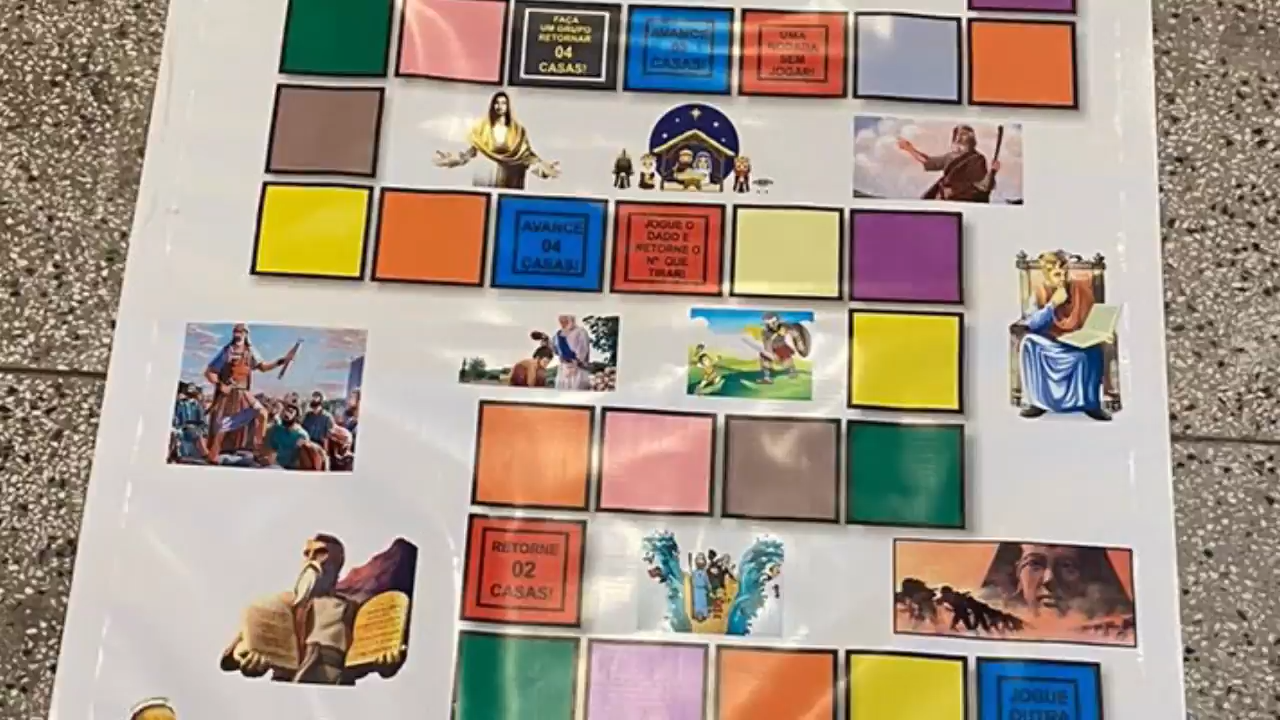 FAÇA
UM GRUPO
RETORNAR
04
CASAS!
AVANCE
CASAS!
UMA
RODADA
SEM
JOGAR!
AVANCE
04
CASAS!
JOGUE O
DADO E
RETORNE O
Nº QUE
TIRAR!
RETORNE
02
CASAS!
JOGUE
OUTRA